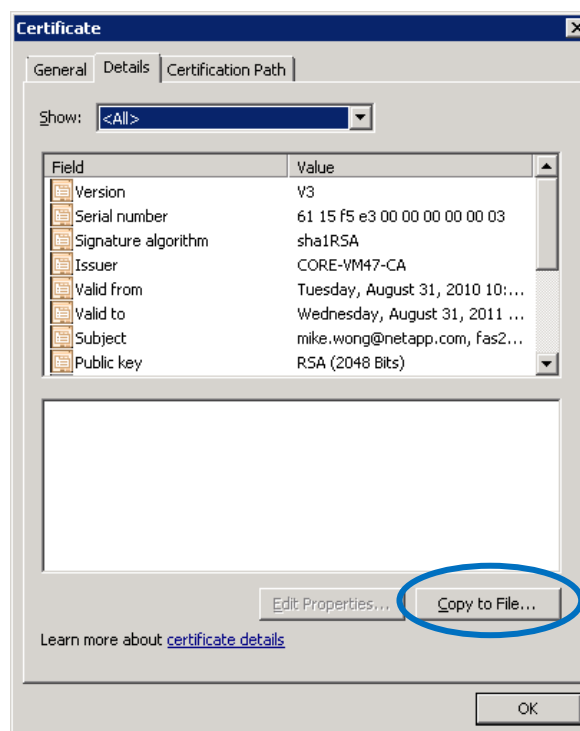 Certificate
General Details Certification Path
Show: <All>
Field Value
Version V3
Serial number 61 15 f5 e3 00 00 00 00 00 03
Signature algorithm sha1RSA
Issuer CORE-VM47-CA
Valid from Tuesday, August 31, 2010 10:...
Valid to Wednesday, August 31, 2011 ...
Subject mike.wong@netapp.com, fas2...
Public key RSA (2048 Bits)
Edit Properties... Copy to File...
Learn more about certificate details
OK